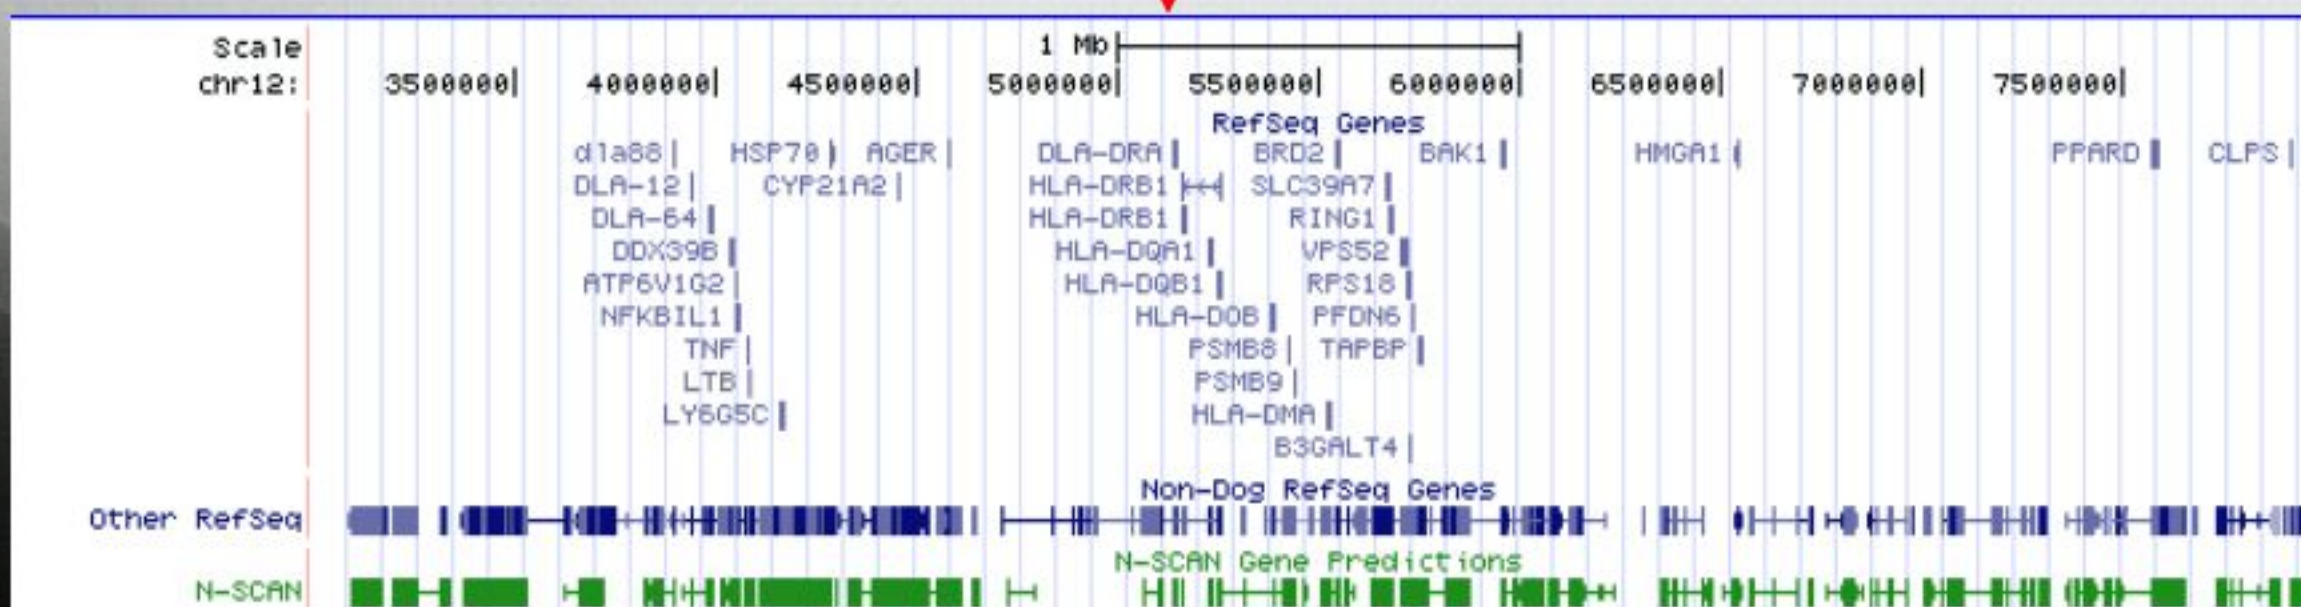 Scale 1 Mb
chr12: 3500000 4000000 4500000 5000000 5500000 6000000 6500000 7000000 7500000
RefSeq Genes
dla88 HSP70 AGER DLA-DRA BRD2 BAK1 HMGA1 PPARD CLPS
DLA-12 CYP21A2 HLA-DRB1 SLC39A7
DLA-64 HLA-DRB1 RING1
DDX39B HLA-DQA1 VPS52
ATP6V1G2 HLA-DQB1 RPS18
NFKBIL1 HLA-DOB PFDN6
TNF PSMB8 TAPBP
LTB PSMB9
LY6G5C HLA-DMA
B3GALT4
Non-Dog RefSeq Genes
Other RefSeq
N-SCAN Gene Predictions
N-SCAN